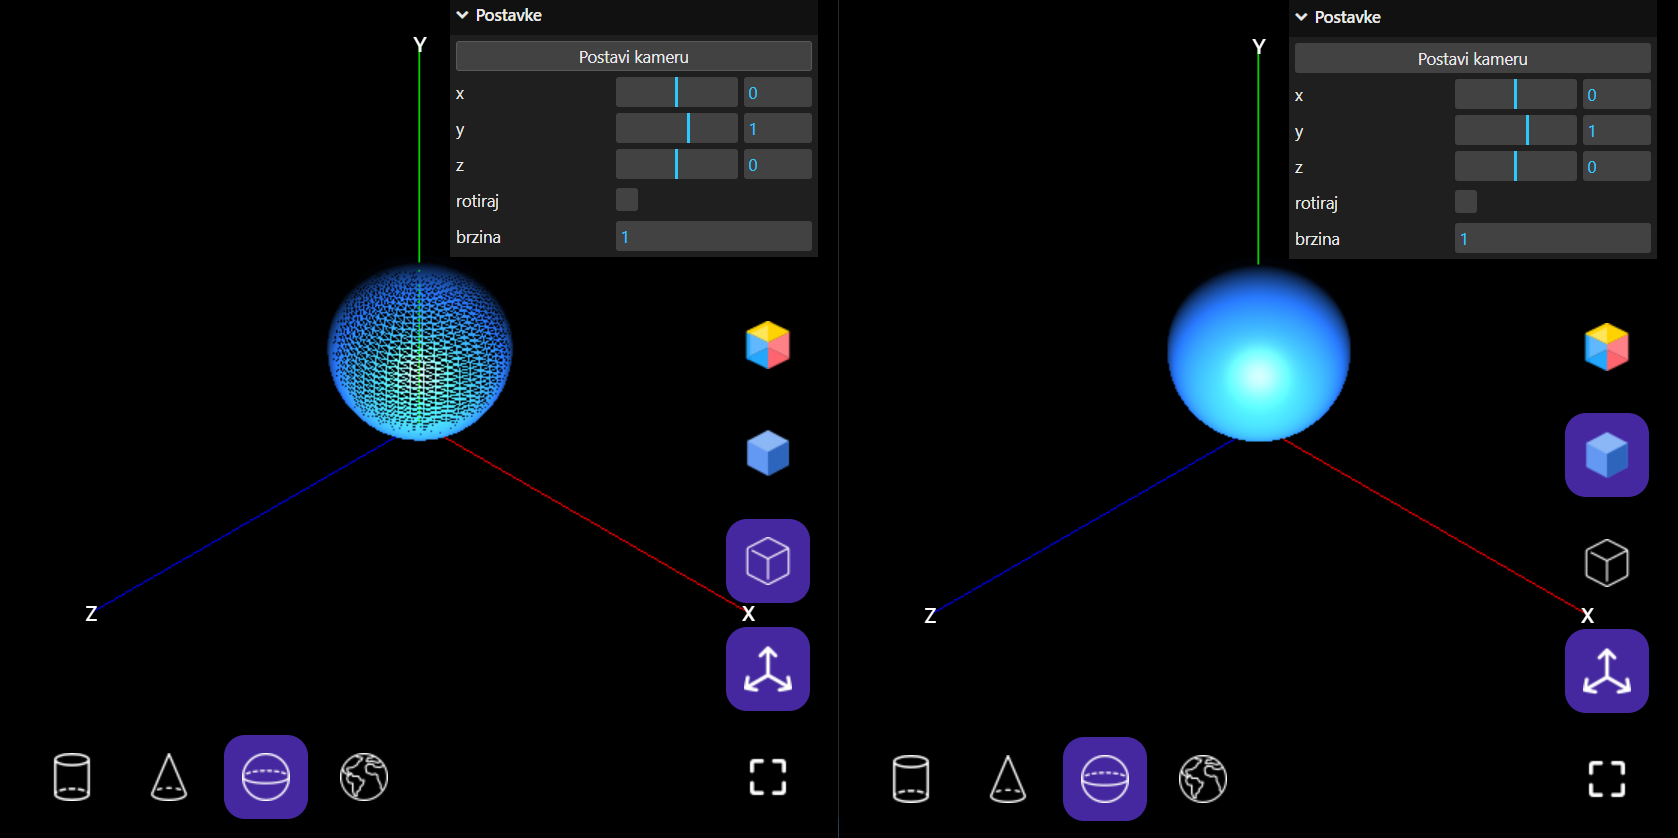 Postavke
Postavi kameru
x 0
y 1
z 0
rotiraj
brzina 1
Y
Z
X
Postavke
Postavi kameru
x 0
y 1
z 0
rotiraj
brzina 1
Y
Z
X